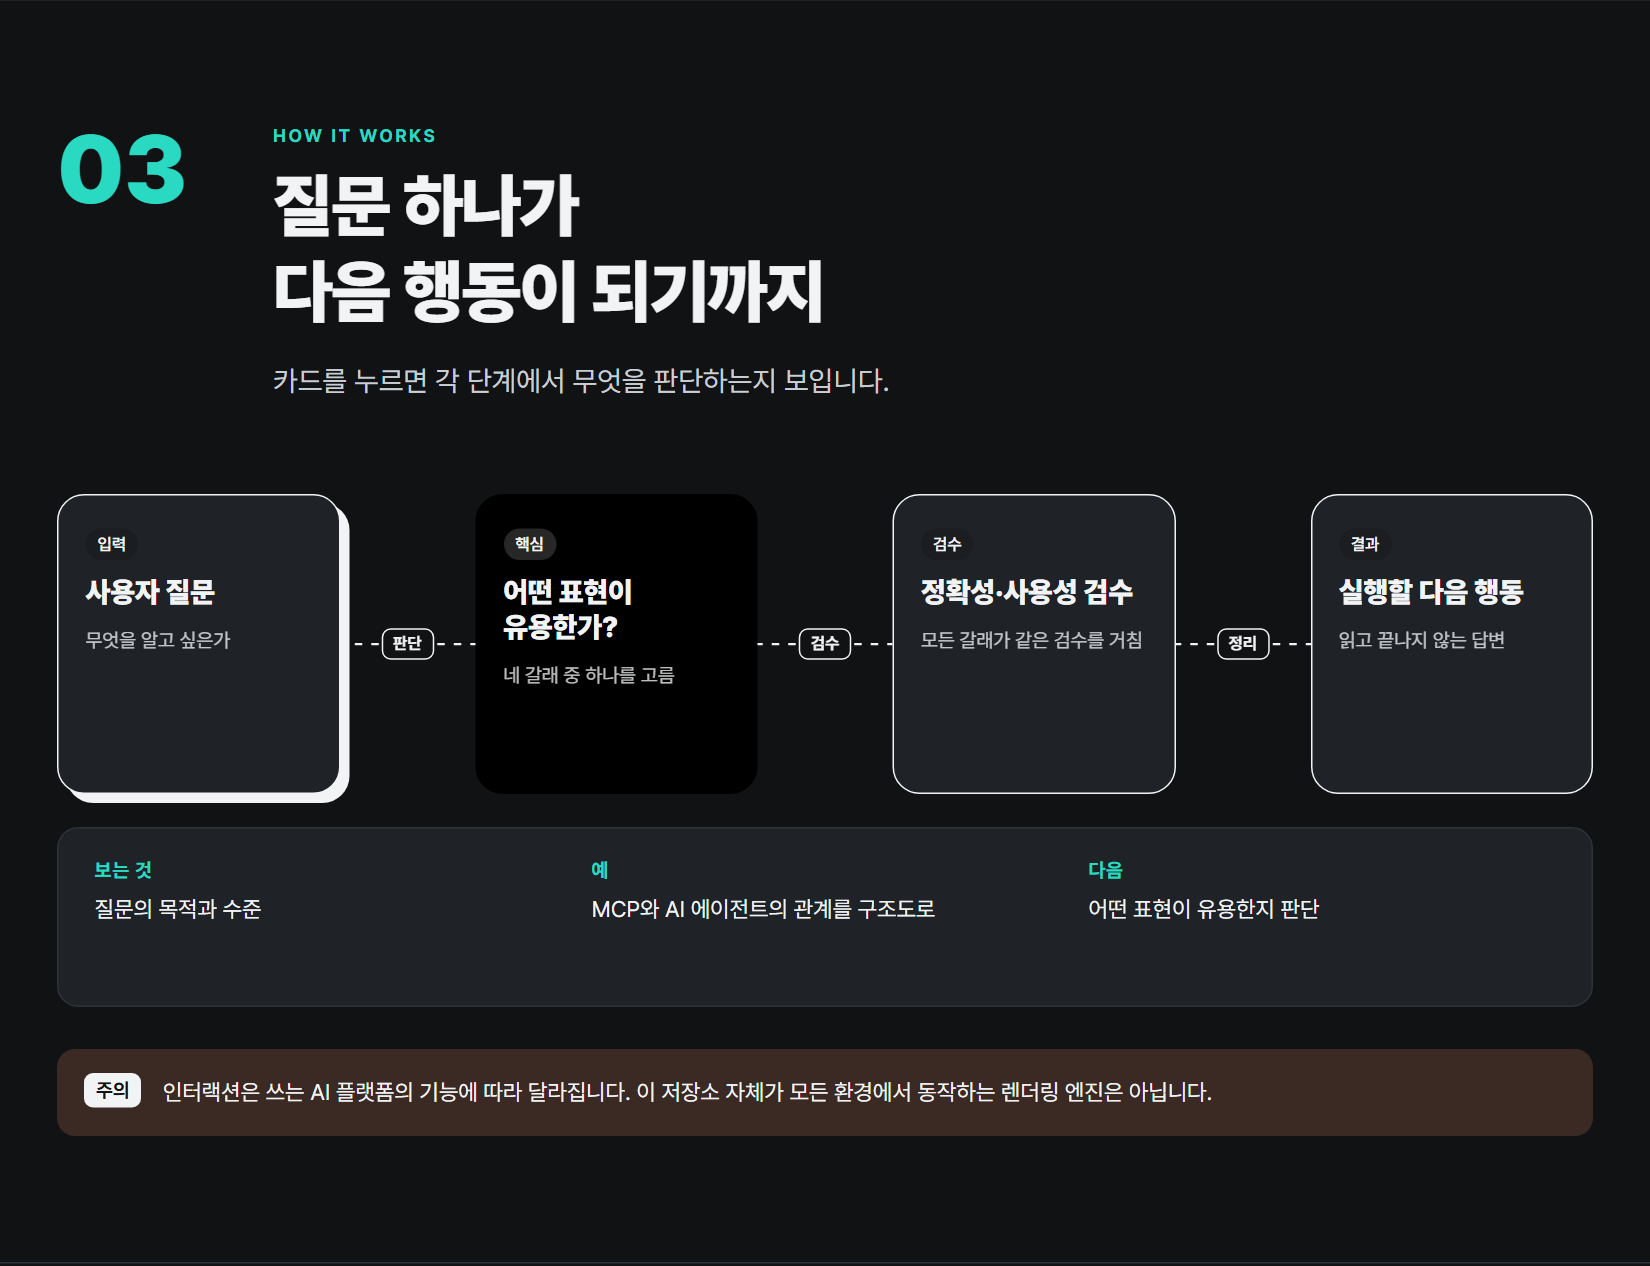 03
HOW IT WORKS
질문 하나가
다음 행동이 되기까지
카드를 누르면 각 단계에서 무엇을 판단하는지 보입니다.
입력
사용자 질문
무엇을 알고 싶은가
판단
핵심
어떤 표현이
유용한가?
네 갈래 중 하나를 고름
검수
검수
정확성·사용성 검수
모든 갈래가 같은 검수를 거침
정리
결과
실행할 다음 행동
읽고 끝나지 않는 답변
보는 것
질문의 목적과 수준
예
MCP와 AI 에이전트의 관계를 구조도로
다음
어떤 표현이 유용한지 판단
주의
인터랙션은 쓰는 AI 플랫폼의 기능에 따라 달라집니다. 이 저장소 자체가 모든 환경에서 동작하는 렌더링 엔진은 아닙니다.